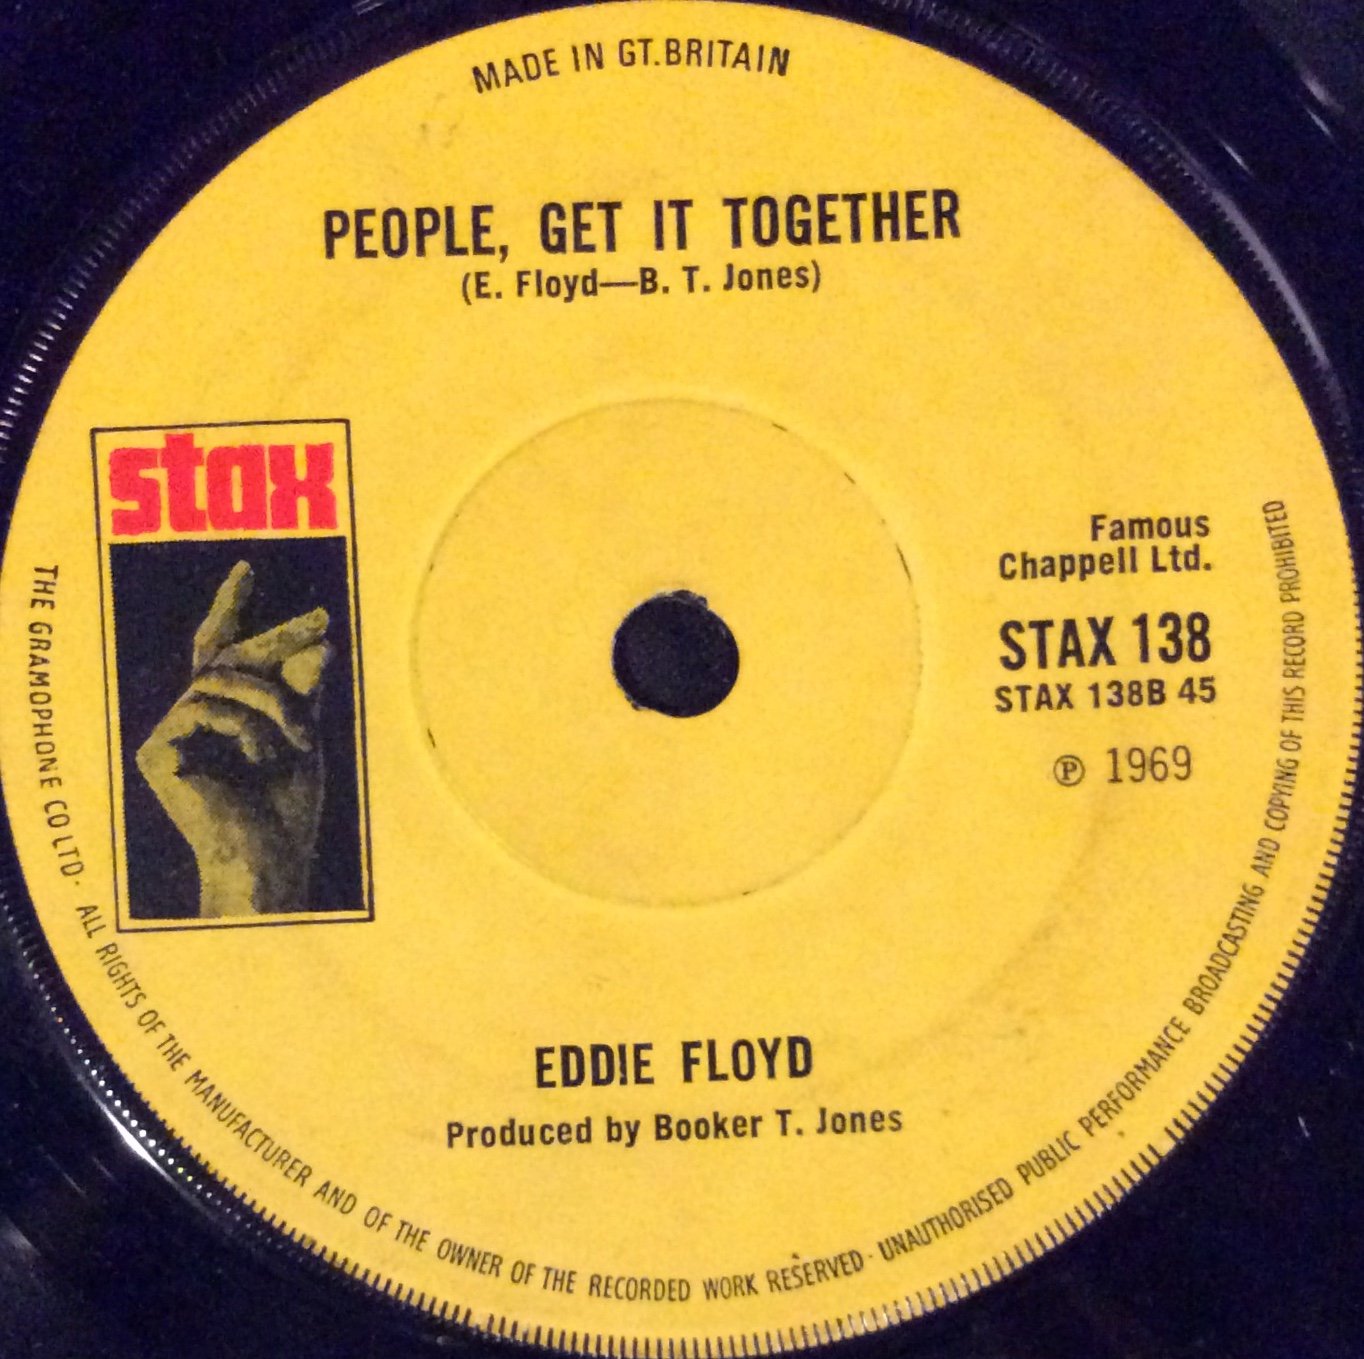 MADE IN GT.BRITAIN
PEOPLE, GET IT TOGETHER
(E. Floyd—B. T. Jones)
stax
Famous
Chappell Ltd.
STAX 138
STAX 138B 45
℗ 1969
EDDIE FLOYD
Produced by Booker T. Jones
THE GRAMOPHONE CO LTD · ALL RIGHTS OF THE MANUFACTURER AND OF THE OWNER OF THE RECORDED WORK RESERVED · UNAUTHORISED PUBLIC PERFORMANCE BROADCASTING AND COPYING OF THIS RECORD PROHIBITED